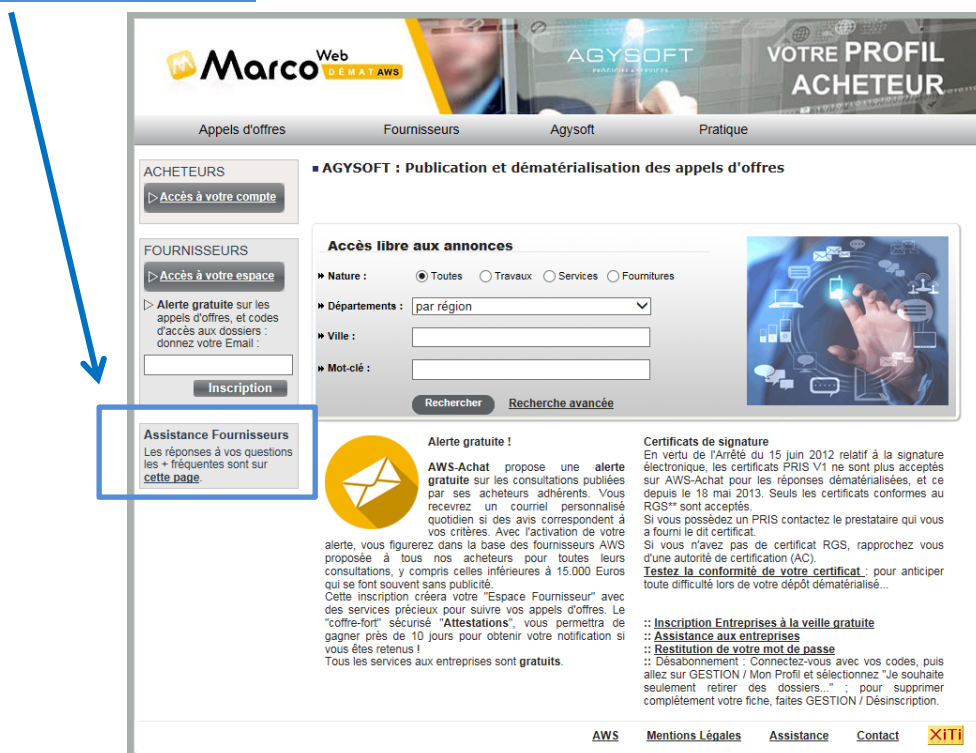 Marco Web
DÉMAT AWS
AGYSOFT
VOTRE PROFIL
ACHETEUR
Appels d'offres
Fournisseurs
Agysoft
Pratique
ACHETEURS
Accès à votre compte
FOURNISSEURS
Accès à votre espace
Alerte gratuite sur les
appels d'offres, et codes
d'accès aux dossiers :
donnez votre Email :
Inscription
Assistance Fournisseurs
Les réponses à vos questions
les + fréquentes sont sur
cette page.
AGYSOFT : Publication et dématérialisation des appels d'offres
Accès libre aux annonces
Nature :
Toutes
Travaux
Services
Fournitures
Départements :
par région
Ville :
Mot-clé :
Rechercher
Recherche avancée
Alerte gratuite !
AWS-Achat propose une alerte
gratuite sur les consultations publiées
par ses acheteurs adhérents. Vous
recevrez un courriel personnalisé
quotidien si des avis correspondent à
vos critères. Avec l'activation de votre
alerte, vous figurerez dans la base des fournisseurs AWS
proposée à tous nos acheteurs pour toutes leurs
consultations, y compris celles inférieures à 15.000 Euros
qui se font souvent sans publicité.
Cette inscription créera votre "Espace Fournisseur" avec
des services précieux pour suivre vos appels d'offres. Le
"coffre-fort" sécurisé "Attestations", vous permettra de
gagner près de 10 jours pour obtenir votre notification si
vous êtes retenus !
Tous les services aux entreprises sont gratuits.
Certificats de signature
En vertu de l'Arrêté du 15 juin 2012 relatif à la signature
électronique, les certificats PRIS V1 ne sont plus acceptés
sur AWS-Achat pour les réponses dématérialisées, et ce
depuis le 18 mai 2013. Seuls les certificats conformes au
RGS** sont acceptés.
Si vous possèdez un PRIS contactez le prestataire qui vous
a fourni le dit certificat.
Si vous n'avez pas de certificat RGS, rapprochez vous
d'une autorité de certification (AC).
Testez la conformité de votre certificat : pour anticiper
toute difficulté lors de votre dépôt dématérialisé...
:: Inscription Entreprises à la veille gratuite
:: Assistance aux entreprises
:: Restitution de votre mot de passe
:: Désabonnement : Connectez-vous avec vos codes, puis
allez sur GESTION / Mon Profil et sélectionnez "Je souhaite
seulement retirer des dossiers..." ; pour supprimer
complétement votre fiche, faites GESTION / Désinscription.
AWS
Mentions Légales
Assistance
Contact
XiTi